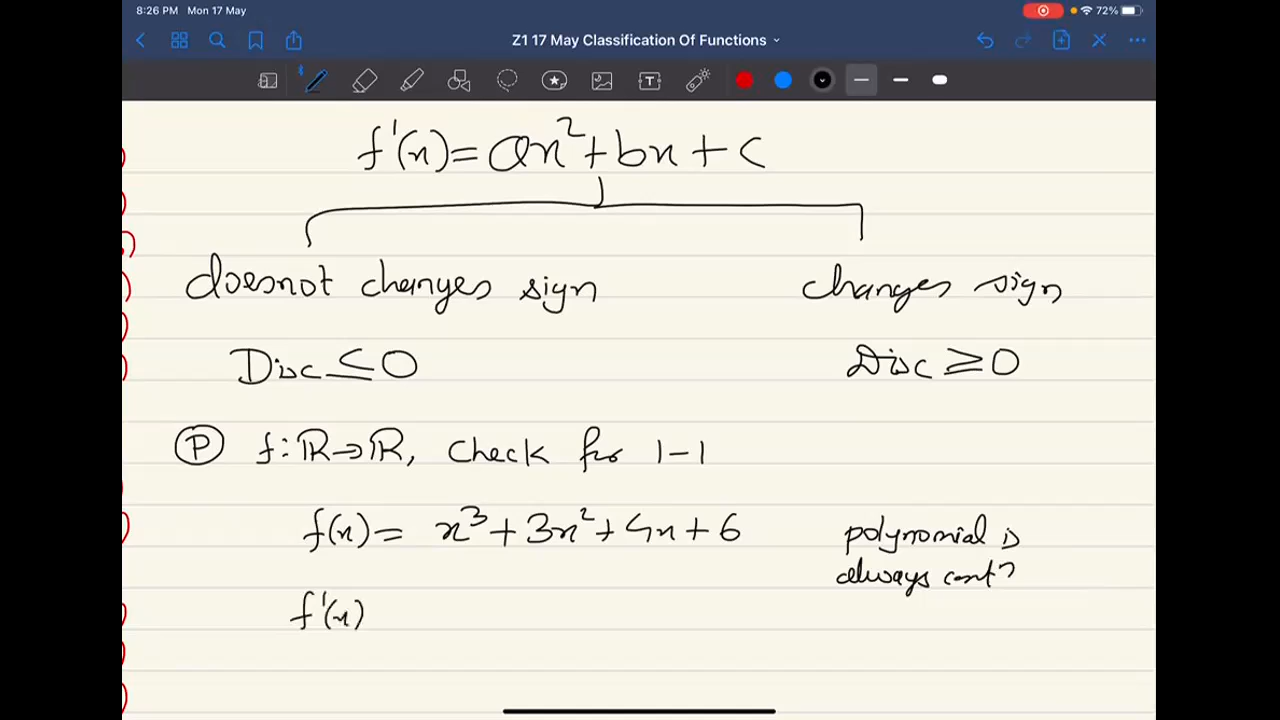 8:26 PM Mon 17 May
72%
Z1 17 May Classification Of Functions
f'(x)= ax²+bx+c
doesnot changes sign
changes sign
Disc ≤0
Disc ≥0
P f:ℝ→ℝ, Check for 1-1
f(x)= x³+3x²+4x+6
polynomial is
always cont?
f'(x)